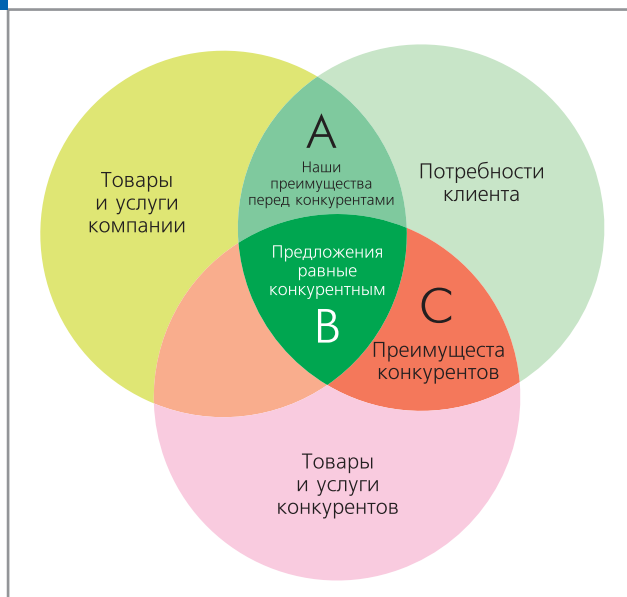 A
Наши
преимущества
перед конкурентами
Товары
и услуги
компании
Потребности
клиента
Предложения
равные
конкурентным
B
C
Преимущеста
конкурентов
Товары
и услуги
конкурентов